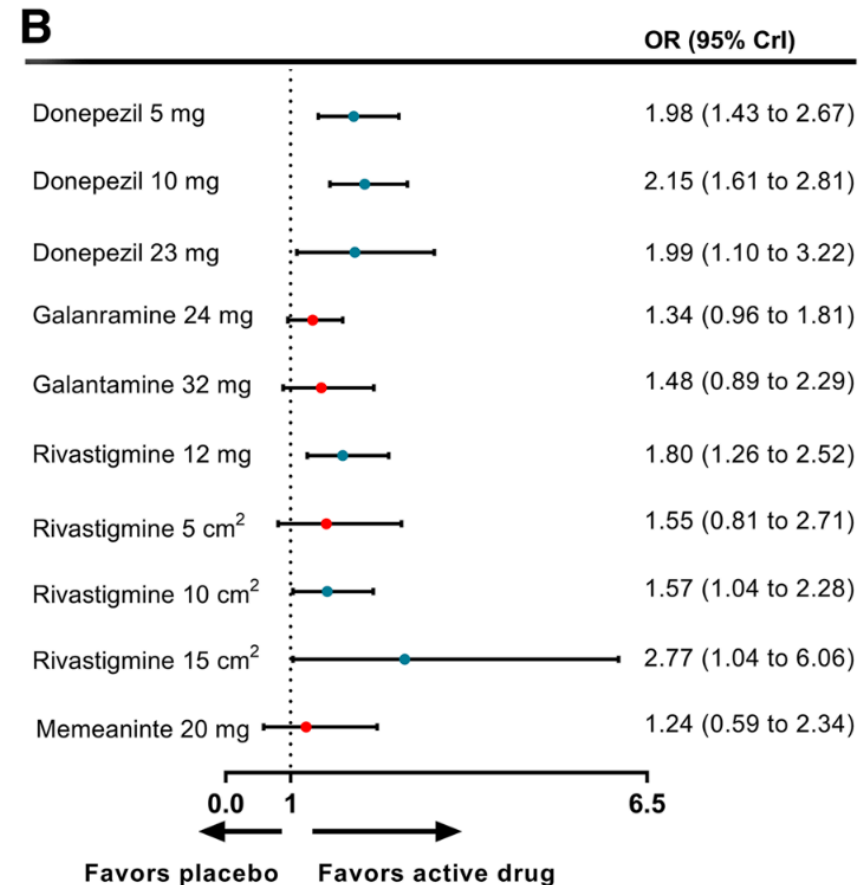 B
OR (95% CrI)
Donepezil 5 mg 1.98 (1.43 to 2.67)
Donepezil 10 mg 2.15 (1.61 to 2.81)
Donepezil 23 mg 1.99 (1.10 to 3.22)
Galanramine 24 mg 1.34 (0.96 to 1.81)
Galantamine 32 mg 1.48 (0.89 to 2.29)
Rivastigmine 12 mg 1.80 (1.26 to 2.52)
Rivastigmine 5 cm² 1.55 (0.81 to 2.71)
Rivastigmine 10 cm² 1.57 (1.04 to 2.28)
Rivastigmine 15 cm² 2.77 (1.04 to 6.06)
Memeaninte 20 mg 1.24 (0.59 to 2.34)
0.0 1 6.5
Favors placebo Favors active drug